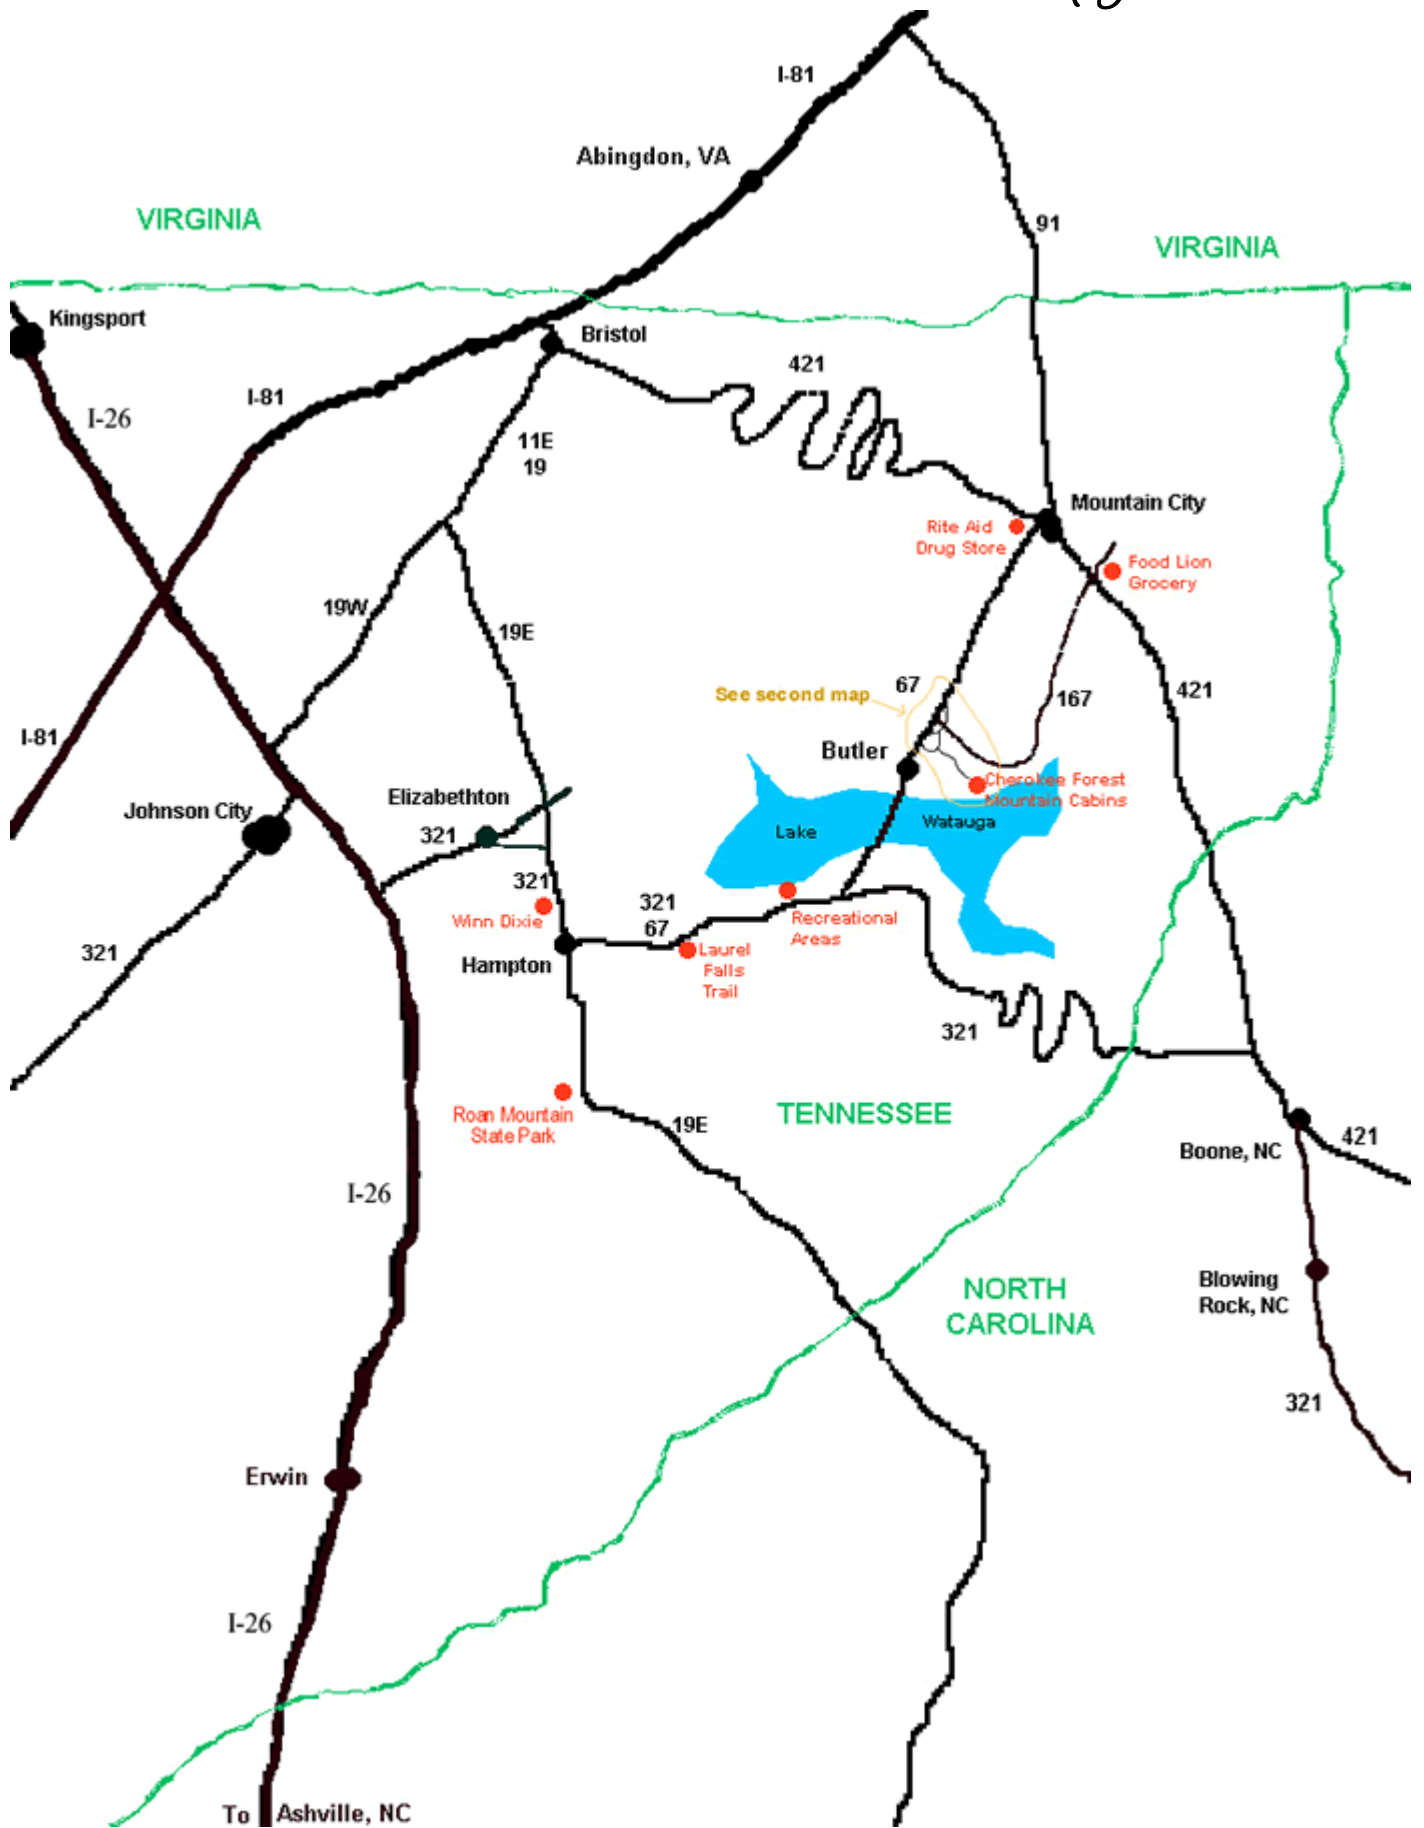 I-81
Abingdon, VA
VIRGINIA
91
VIRGINIA
Kingsport
Bristol
421
I-81
I-26
11E
19
Mountain City
Rite Aid
Drug Store
Food Lion
Grocery
19W
19E
67
See second map
167
421
I-81
Butler
Cherokee Forest
Mountain Cabins
Elizabethton
Johnson City
321
Lake
Watauga
321
321
67
Winn Dixie
Recreational
Areas
321
Hampton
Laurel
Falls
Trail
321
TENNESSEE
Roan Mountain
State Park
19E
421
Boone, NC
I-26
Blowing
Rock, NC
NORTH
CAROLINA
321
Erwin
I-26
To
Ashville, NC